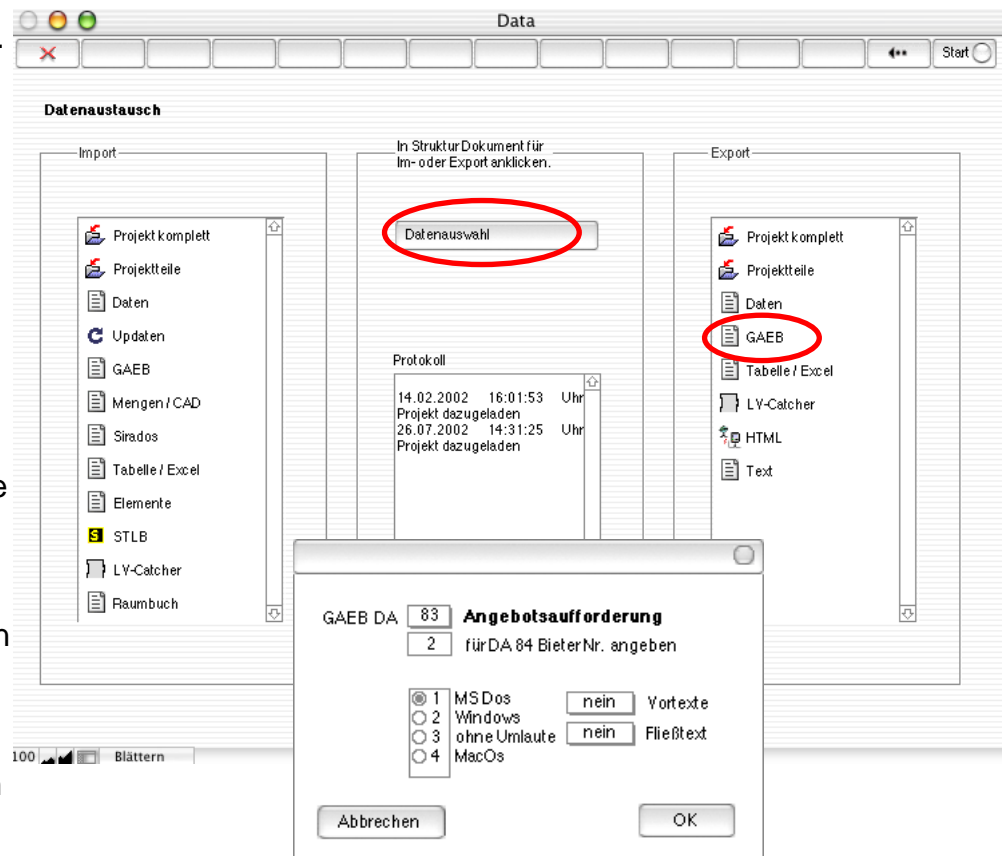 Data
Start
Datenaustausch
Import
Projekt komplett
Projektteile
Daten
Updaten
GAEB
Mengen / CAD
Sirados
Tabelle / Excel
Elemente
STLB
LV-Catcher
Raumbuch
In Struktur Dokument für
Im- oder Export anklicken.
Datenauswahl
Protokoll
14.02.2002 16:01:53 Uhr
Projekt dazugeladen
26.07.2002 14:31:25 Uhr
Projekt dazugeladen
Export
Projekt komplett
Projektteile
Daten
GAEB
Tabelle / Excel
LV-Catcher
HTML
Text
GAEB DA 83 Angebotsaufforderung
2 für DA 84 Bieter Nr. angeben
1 MS Dos
2 Windows
3 ohne Umlaute
4 MacOs
nein Vortexte
nein Fließtext
Abbrechen
OK
100 Blättern